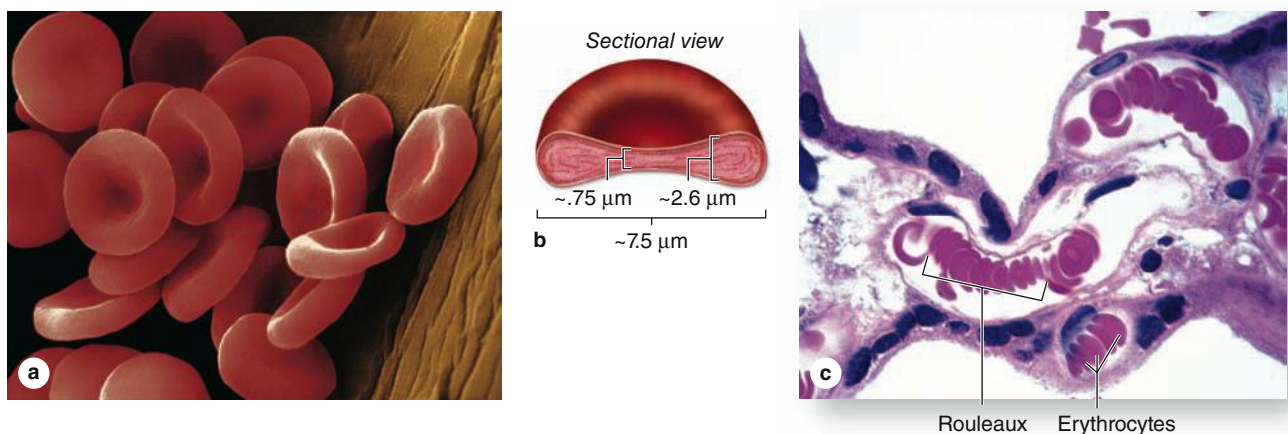 a
Sectional view
~.75 µm
~2.6 µm
b
~7.5 µm
c
Rouleaux
Erythrocytes